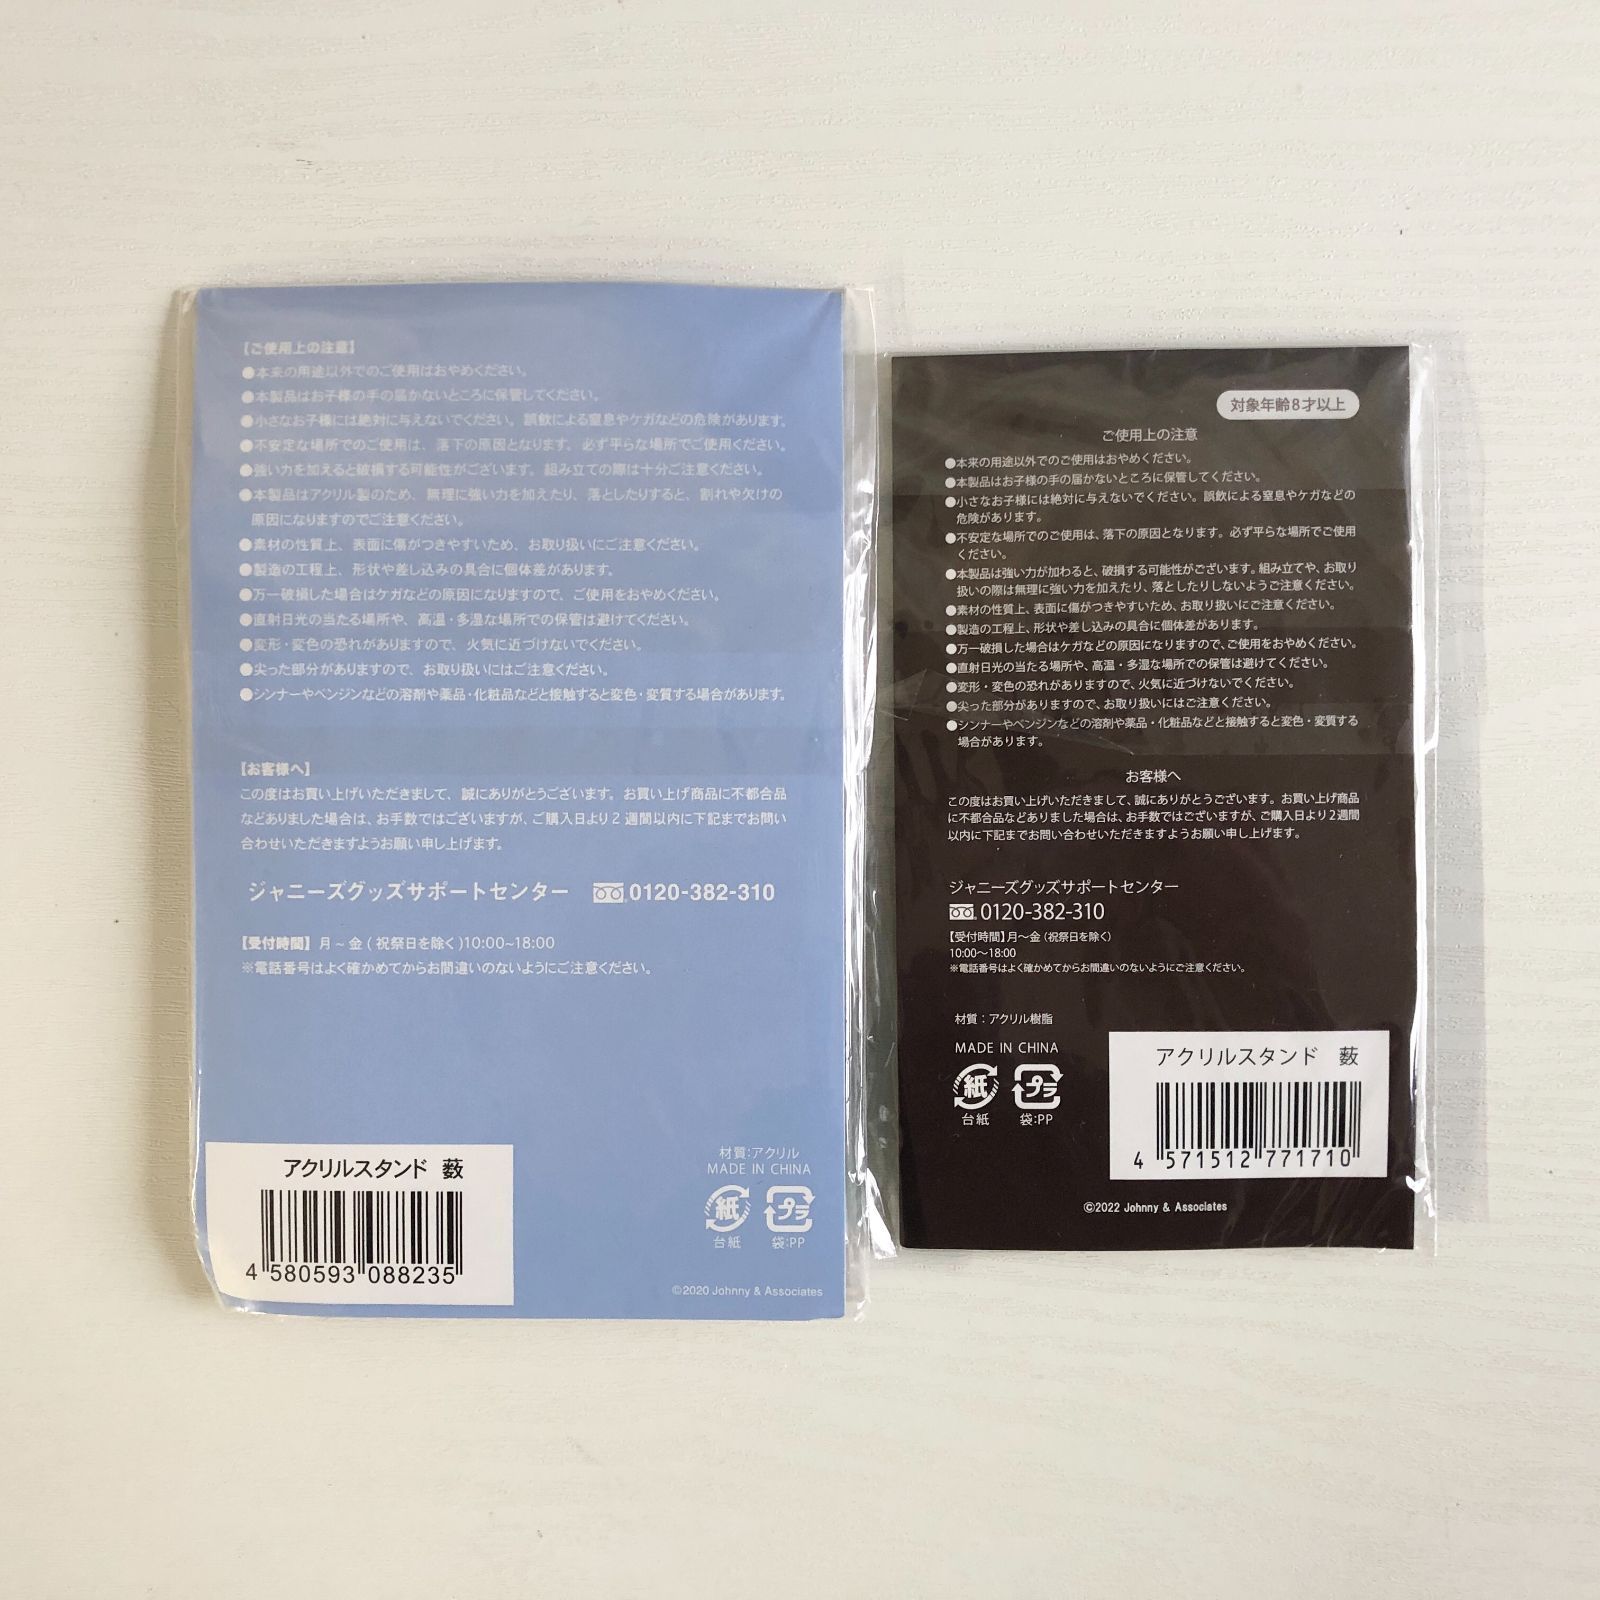 【ご使用上の注意】
●本来の用途以外でのご使用はおやめください。
●本製品はお子様の手の届かないところに保管してください。
●小さなお子様には絶対に与えないでください。誤飲による窒息やケガなどの危険があります。
●不安定な場所でのご使用は、落下の原因となります。必ず平らな場所でご使用ください。
●強い力を加えると破損する可能性がございます。組み立ての際は十分ご注意ください。
●本製品はアクリル製のため、無理に強い力を加えたり、落としたりすると、割れや欠けの
原因になりますのでご注意ください。
●素材の性質上、表面に傷がつきやすいため、お取り扱いにご注意ください。
●製造の工程上、形状や差し込みの具合に個体差があります。
●万一破損した場合はケガなどの原因になりますので、ご使用をおやめください。
●直射日光の当たる場所や、高温・多湿な場所での保管は避けてください。
●変形・変色の恐れがありますので、火気に近づけないでください。
●尖った部分がありますので、お取り扱いにはご注意ください。
●シンナーやベンジンなどの溶剤や薬品・化粧品などと接触すると変色・変質する場合があります。
【お客様へ】
この度はお買い上げいただきまして、誠にありがとうございます。お買い上げ商品に不都合品
などありました場合は、お手数ではございますが、ご購入日より2週間以内に下記までお問い
合わせいただきますようお願い申し上げます。
ジャニーズグッズサポートセンター 0120-382-310
【受付時間】月～金(祝祭日を除く)10:00~18:00
※電話番号はよく確かめてからお間違いのないようにご注意ください。
アクリルスタンド 薮
4 580593 088235
材質:アクリル
MADE IN CHINA
紙 プラ
台紙 袋:PP
©2020 Johnny & Associates
対象年齢8才以上
ご使用上の注意
●本来の用途以外でのご使用はおやめください。
●本製品はお子様の手の届かないところに保管してください。
●小さなお子様には絶対に与えないでください。誤飲による窒息やケガなどの
危険があります。
●不安定な場所でのご使用は、落下の原因となります。必ず平らな場所でご使用
ください。
●本製品は強い力が加わると、破損する可能性がございます。組み立てや、お取り
扱いの際は無理に強い力を加えたり、落としたりしないようご注意ください。
●素材の性質上、表面に傷がつきやすいため、お取り扱いにご注意ください。
●製造の工程上、形状や差し込みの具合に個体差があります。
●万一破損した場合はケガなどの原因になりますので、ご使用をおやめください。
●直射日光の当たる場所や、高温・多湿な場所での保管は避けてください。
●変形・変色の恐れがありますので、火気に近づけないでください。
●尖った部分がありますので、お取り扱いにはご注意ください。
●シンナーやベンジンなどの溶剤や薬品・化粧品などと接触すると変色・変質する
場合があります。
お客様へ
この度はお買い上げいただきまして、誠にありがとうございます。お買い上げ商品
に不都合品などありました場合は、お手数ではございますが、ご購入日より2週間
以内に下記までお問い合わせいただきますようお願い申し上げます。
ジャニーズグッズサポートセンター
0120-382-310
【受付時間】月～金(祝祭日を除く)
10:00～18:00
※電話番号はよく確かめてからお間違いのないようにご注意ください。
材質：アクリル樹脂
MADE IN CHINA
紙 プラ
台紙 袋:PP
アクリルスタンド 薮
4 571512 771710
©2022 Johnny & Associates